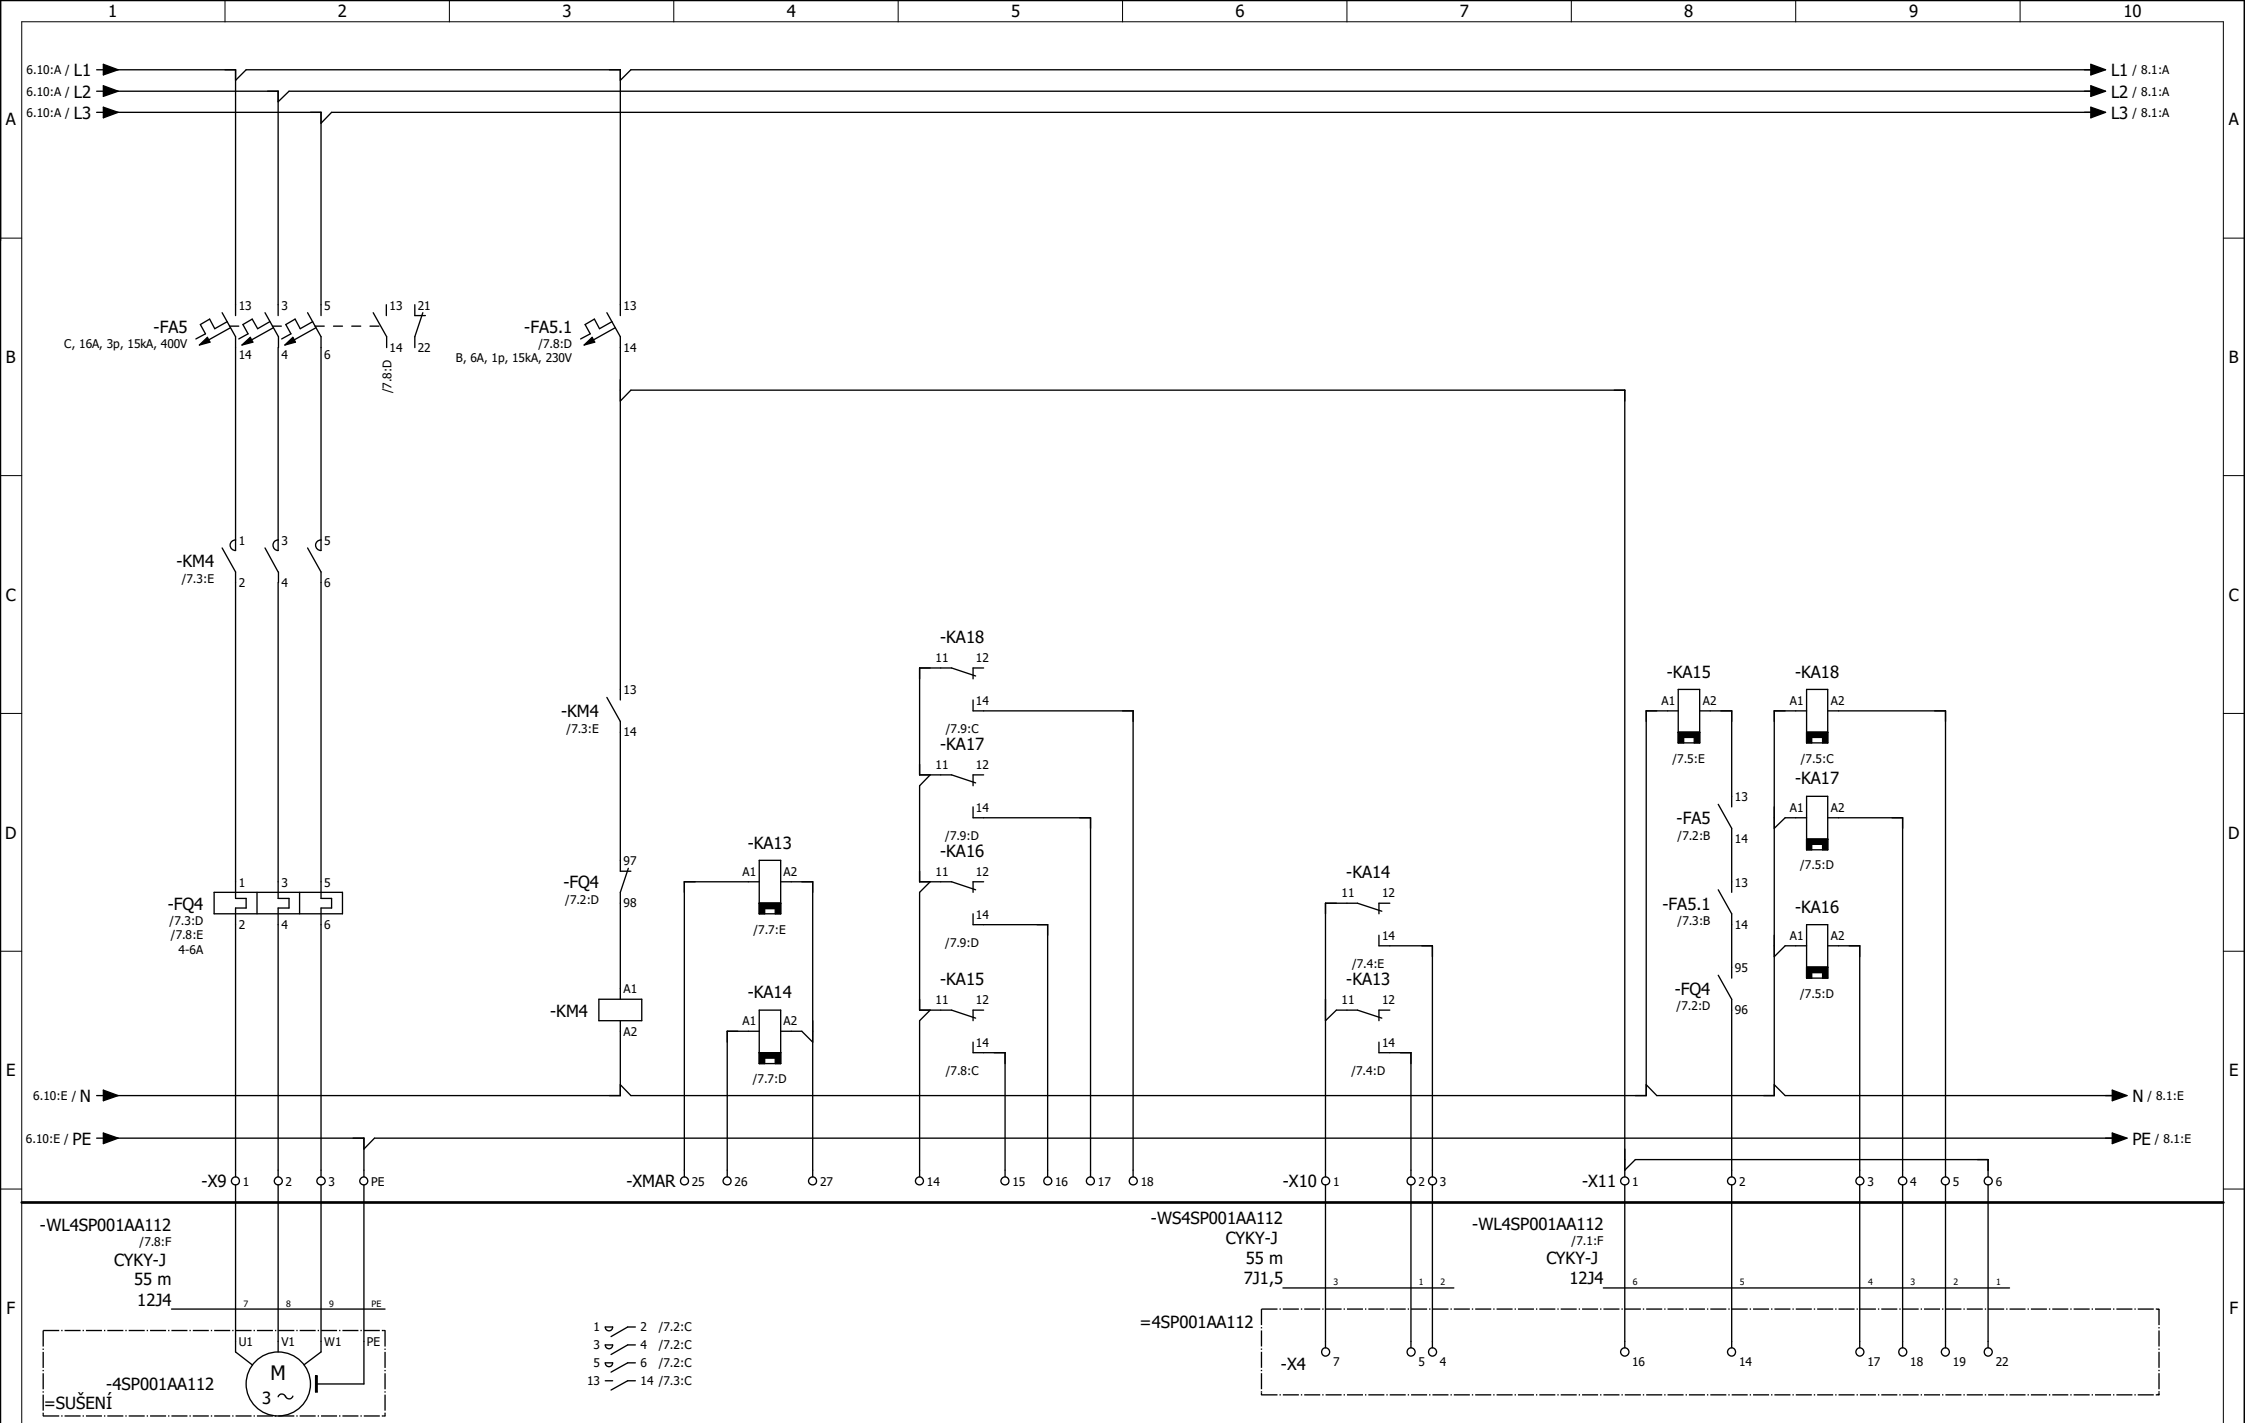 1 2 3 4 5 6 7 8 9 10
6.10:A / L1
L1 / 8.1:A
6.10:A / L2
L2 / 8.1:A
6.10:A / L3
L3 / 8.1:A
A
A
B
B
C
C
D
D
E
E
F
F
-FA5
C, 16A, 3p, 15kA, 400V
13 3 5 13 21
14 4 6 14 22
/7.8:D
-FA5.1
/7.8:D
B, 6A, 1p, 15kA, 230V
13
14
-KM4
/7.3:E
1 3 5
2 4 6
-KM4
/7.3:E
13
14
-FQ4
/7.3:D
/7.8:E
4-6A
1 3 5
2 4 6
-FQ4
/7.2:D
97
98
-KM4
A1
A2
-KA13
A1 A2
/7.7:E
-KA14
A1 A2
/7.7:D
-KA18
11 12
14
/7.9:C
-KA17
11 12
14
/7.9:D
-KA16
11 12
14
/7.9:D
-KA15
11 12
14
/7.8:C
-KA14
11 12
14
/7.4:E
-KA13
11 12
14
/7.4:D
-KA15
A1 A2
/7.5:E
-FA5
/7.2:B
13
14
-FA5.1
/7.3:B
13
14
-FQ4
/7.2:D
95
96
-KA18
A1 A2
/7.5:C
-KA17
A1 A2
/7.5:D
-KA16
A1 A2
/7.5:D
6.10:E / N
N / 8.1:E
6.10:E / PE
PE / 8.1:E
-X9 1 2 3 PE
-XMAR 25 26 27 14 15 16 17 18
-X10 1 2 3
-X11 1 2 3 4 5 6
-WL4SP001AA112
/7.8:F
CYKY-J
55 m
12J4
7 8 9 PE
-WS4SP001AA112
CYKY-J
55 m
7J1,5
3 1 2
-WL4SP001AA112
/7.1:F
CYKY-J
12J4
6 5 4 3 2 1
U1 V1 W1 PE
M
3
-4SP001AA112
=SUŠENÍ
1 2 /7.2:C
3 4 /7.2:C
5 6 /7.2:C
13 14 /7.3:C
=4SP001AA112
-X4 7 5 4 16 14 17 18 19 22